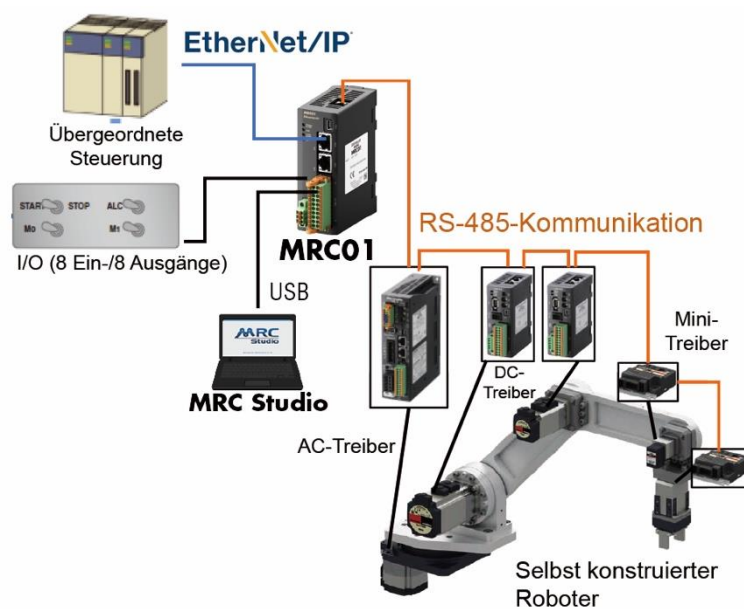 EtherNet/IP
Übergeordnete
Steuerung
START
STOP
ALC
M0
M1
I/O (8 Ein-/8 Ausgänge)
MRC01
USB
MRC
Studio
MRC Studio
RS-485-Kommunikation
AC-Treiber
DC-
Treiber
Mini-
Treiber
Selbst konstruierter
Roboter